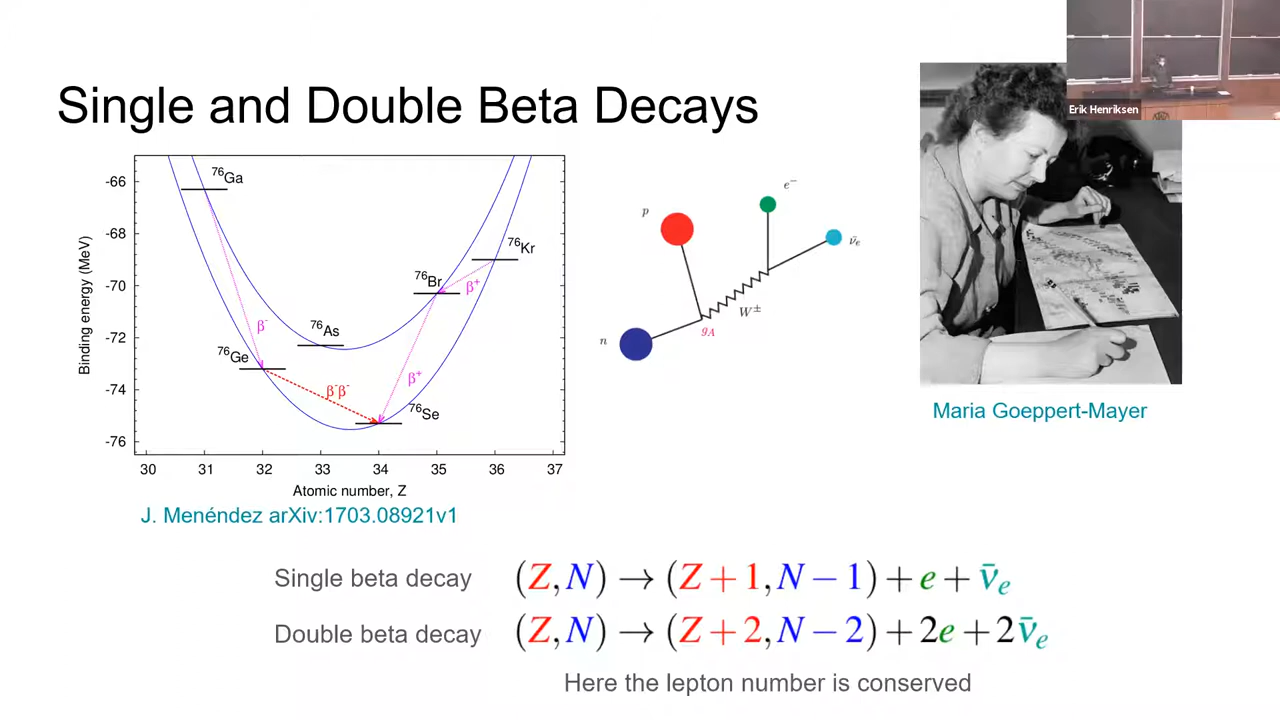 Erik Henriksen
Single and Double Beta Decays
Binding energy (MeV)
-66
-68
-70
-72
-74
-76
⁷⁶Ga
⁷⁶Kr
⁷⁶Br
β⁺
⁷⁶As
β⁻
⁷⁶Ge
β⁻β⁻
β⁺
⁷⁶Se
30 31 32 33 34 35 36 37
Atomic number, Z
J. Menéndez arXiv:1703.08921v1
p
e⁻
ν̄ₑ
W±
n
g_A
Maria Goeppert-Mayer
Single beta decay (Z,N) → (Z+1,N−1)+e+ν̄ₑ
Double beta decay (Z,N) → (Z+2,N−2)+2e+2ν̄ₑ
Here the lepton number is conserved